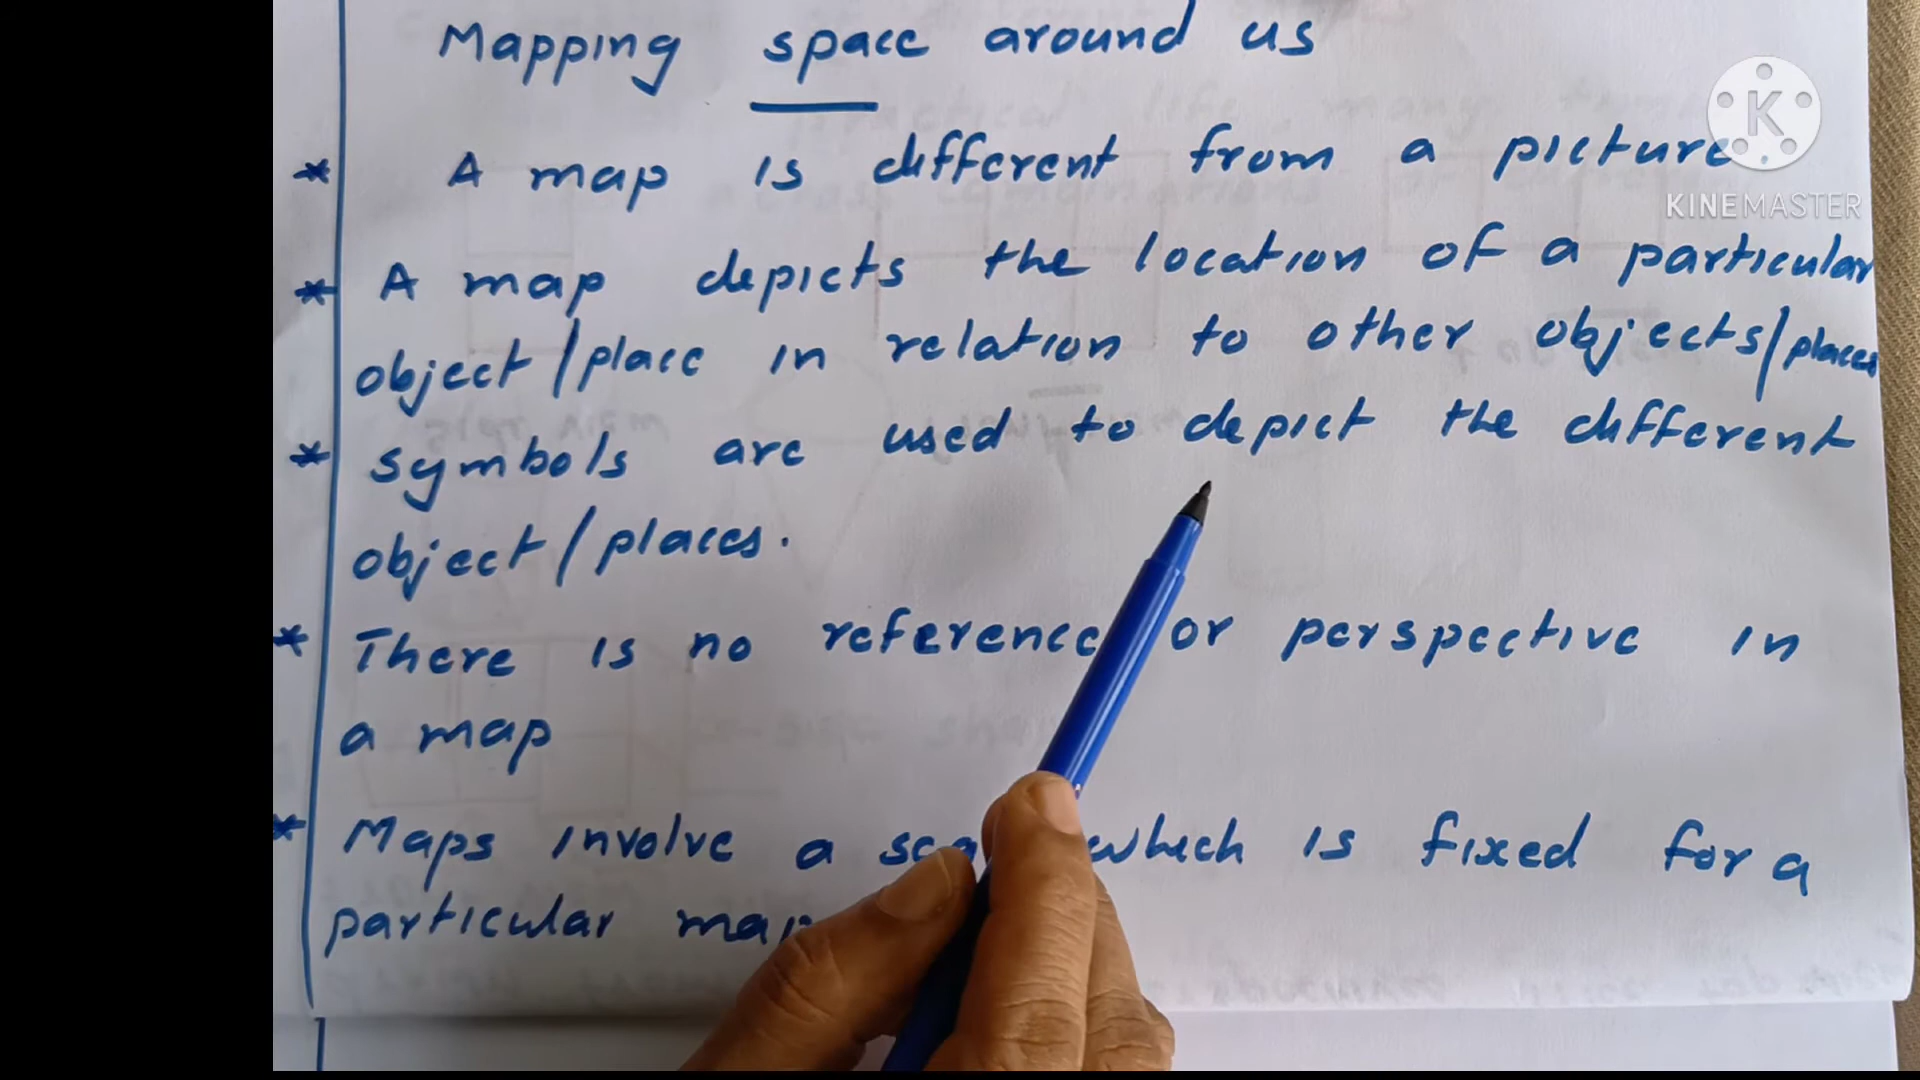 Mapping space around us
* A map is different from a picture.
* A map depicts the location of a particular
object/place in relation to other objects/places
* symbols are used to depict the different
object/places.
* There is no reference or perspective in
a map
* Maps involve a which is fixed for a
particular map
K
KINEMASTER